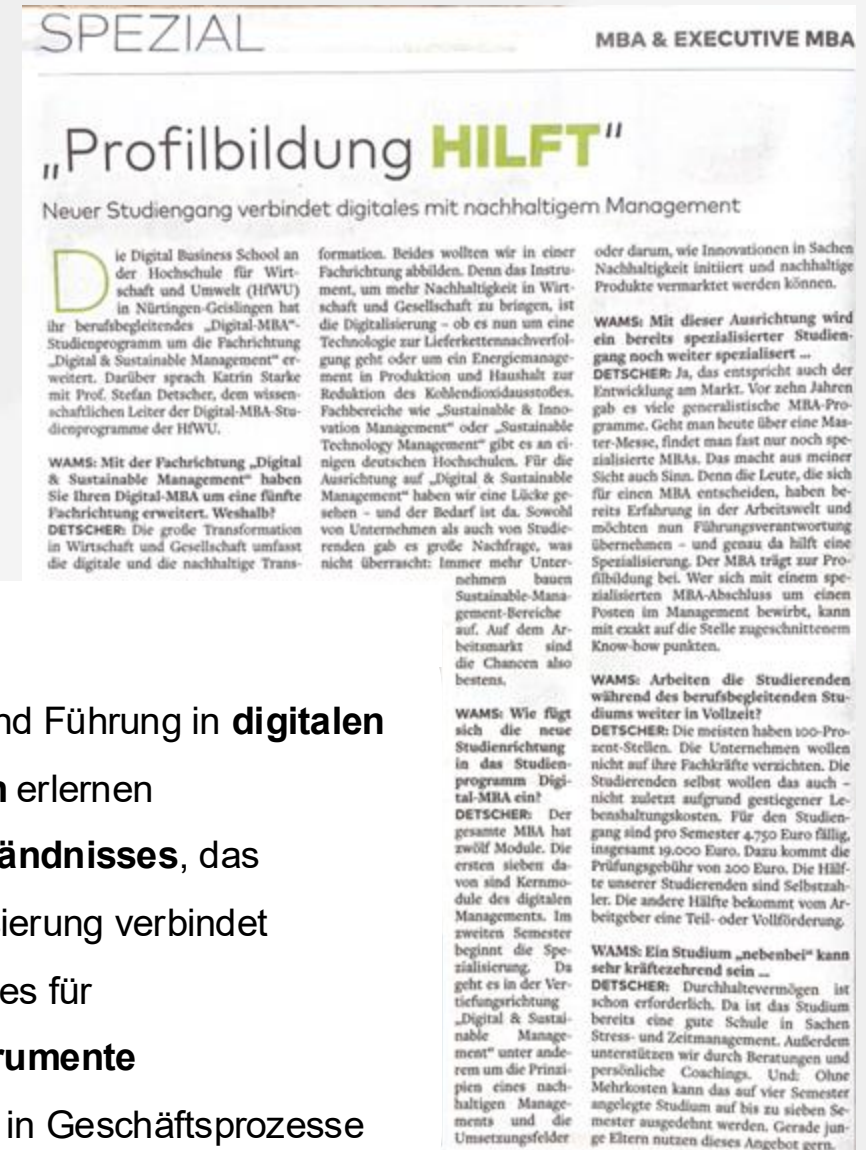 SPEZIAL
MBA & EXECUTIVE MBA
„Profilbildung HILFT“
Neuer Studiengang verbindet digitales mit nachhaltigem Management
Die Digital Business School an
der Hochschule für Wirt-
schaft und Umwelt (HfWU)
in Nürtingen-Geislingen hat
ihr berufsbegleitendes „Digital-MBA“-
Studienprogramm um die Fachrichtung
„Digital & Sustainable Management“ er-
weitert. Darüber sprach Katrin Starke
mit Prof. Stefan Detscher, dem wissen-
schaftlichen Leiter der Digital-MBA-Stu-
dienprogramme der HfWU.
WAMS: Mit der Fachrichtung „Digital
& Sustainable Management“ haben
Sie Ihren Digital-MBA um eine fünfte
Fachrichtung erweitert. Weshalb?
DETSCHER: Die große Transformation
in Wirtschaft und Gesellschaft umfasst
die digitale und die nachhaltige Trans-
formation. Beides wollten wir in einer
Fachrichtung abbilden. Denn das Instru-
ment, um mehr Nachhaltigkeit in Wirt-
schaft und Gesellschaft zu bringen, ist
die Digitalisierung – ob es nun um eine
Technologie zur Lieferkettennachverfol-
gung geht oder um ein Energiemanage-
ment in Produktion und Haushalt zur
Reduktion des Kohlendioxidausstoßes.
Fachbereiche wie „Sustainable & Inno-
vation Management“ oder „Sustainable
Technology Management“ gibt es an ei-
nigen deutschen Hochschulen. Für die
Ausrichtung auf „Digital & Sustainable
Management“ haben wir eine Lücke ge-
sehen – und der Bedarf ist da. Sowohl
von Unternehmen als auch von Studie-
renden gab es große Nachfrage, was
nicht überrascht: Immer mehr Unter-
nehmen bauen
Sustainable-Mana-
gement-Bereiche
auf. Auf dem Ar-
beitsmarkt sind
die Chancen also
bestens.
WAMS: Wie fügt
sich die neue
Studienrichtung
in das Studien-
programm Digi-
tal-MBA ein?
DETSCHER: Der
gesamte MBA hat
zwölf Module. Die
ersten sieben da-
von sind Kernmo-
dule des digitalen
Managements. Im
zweiten Semester
beginnt die Spe-
zialisierung. Da
geht es in der Ver-
tiefungsrichtung
„Digital & Sustai-
nable Manage-
ment“ unter ande-
rem um die Prinzi-
pien eines nach-
haltigen Manage-
ments und die
Umsetzungsfelder
oder darum, wie Innovationen in Sachen
Nachhaltigkeit initiiert und nachhaltige
Produkte vermarktet werden können.
WAMS: Mit dieser Ausrichtung wird
ein bereits spezialisierter Studien-
gang noch weiter spezialisert ...
DETSCHER: Ja, das entspricht auch der
Entwicklung am Markt. Vor zehn Jahren
gab es viele generalistische MBA-Pro-
gramme. Geht man heute über eine Mas-
ter-Messe, findet man fast nur noch spe-
zialisierte MBAs. Das macht aus meiner
Sicht auch Sinn. Denn die Leute, die sich
für einen MBA entscheiden, haben be-
reits Erfahrung in der Arbeitswelt und
möchten nun Führungsverantwortung
übernehmen – und genau da hilft eine
Spezialisierung. Der MBA trägt zur Pro-
filbildung bei. Wer sich mit einem spe-
zialisierten MBA-Abschluss um einen
Posten im Management bewirbt, kann
mit exakt auf die Stelle zugeschnittenem
Know-how punkten.
WAMS: Arbeiten die Studierenden
während des berufsbegleitenden Stu-
diums weiter in Vollzeit?
DETSCHER: Die meisten haben 100-Pro-
zent-Stellen. Die Unternehmen wollen
nicht auf ihre Fachkräfte verzichten. Die
Studierenden selbst wollen das auch –
nicht zuletzt aufgrund gestiegener Le-
benshaltungskosten. Für den Studien-
gang sind pro Semester 4.750 Euro fällig,
insgesamt 19.000 Euro. Dazu kommt die
Prüfungsgebühr von 200 Euro. Die Hälf-
te unserer Studierenden sind Selbstzah-
ler. Die andere Hälfte bekommt vom Ar-
beitgeber eine Teil- oder Vollförderung.
WAMS: Ein Studium „nebenbei“ kann
sehr kräftezehrend sein ...
DETSCHER: Durchhaltevermögen ist
schon erforderlich. Da ist das Studium
bereits eine gute Schule in Sachen
Stress- und Zeitmanagement. Außerdem
unterstützen wir durch Beratungen und
persönliche Coachings. Und: Ohne
Mehrkosten kann das auf vier Semester
angelegte Studium auf bis zu sieben Se-
mester ausgedehnt werden. Gerade jun-
ge Eltern nutzen dieses Angebot gern.
nd Führung in digitalen
n erlernen
ändnisses, das
sierung verbindet
es für
rumente
in Geschäftsprozesse